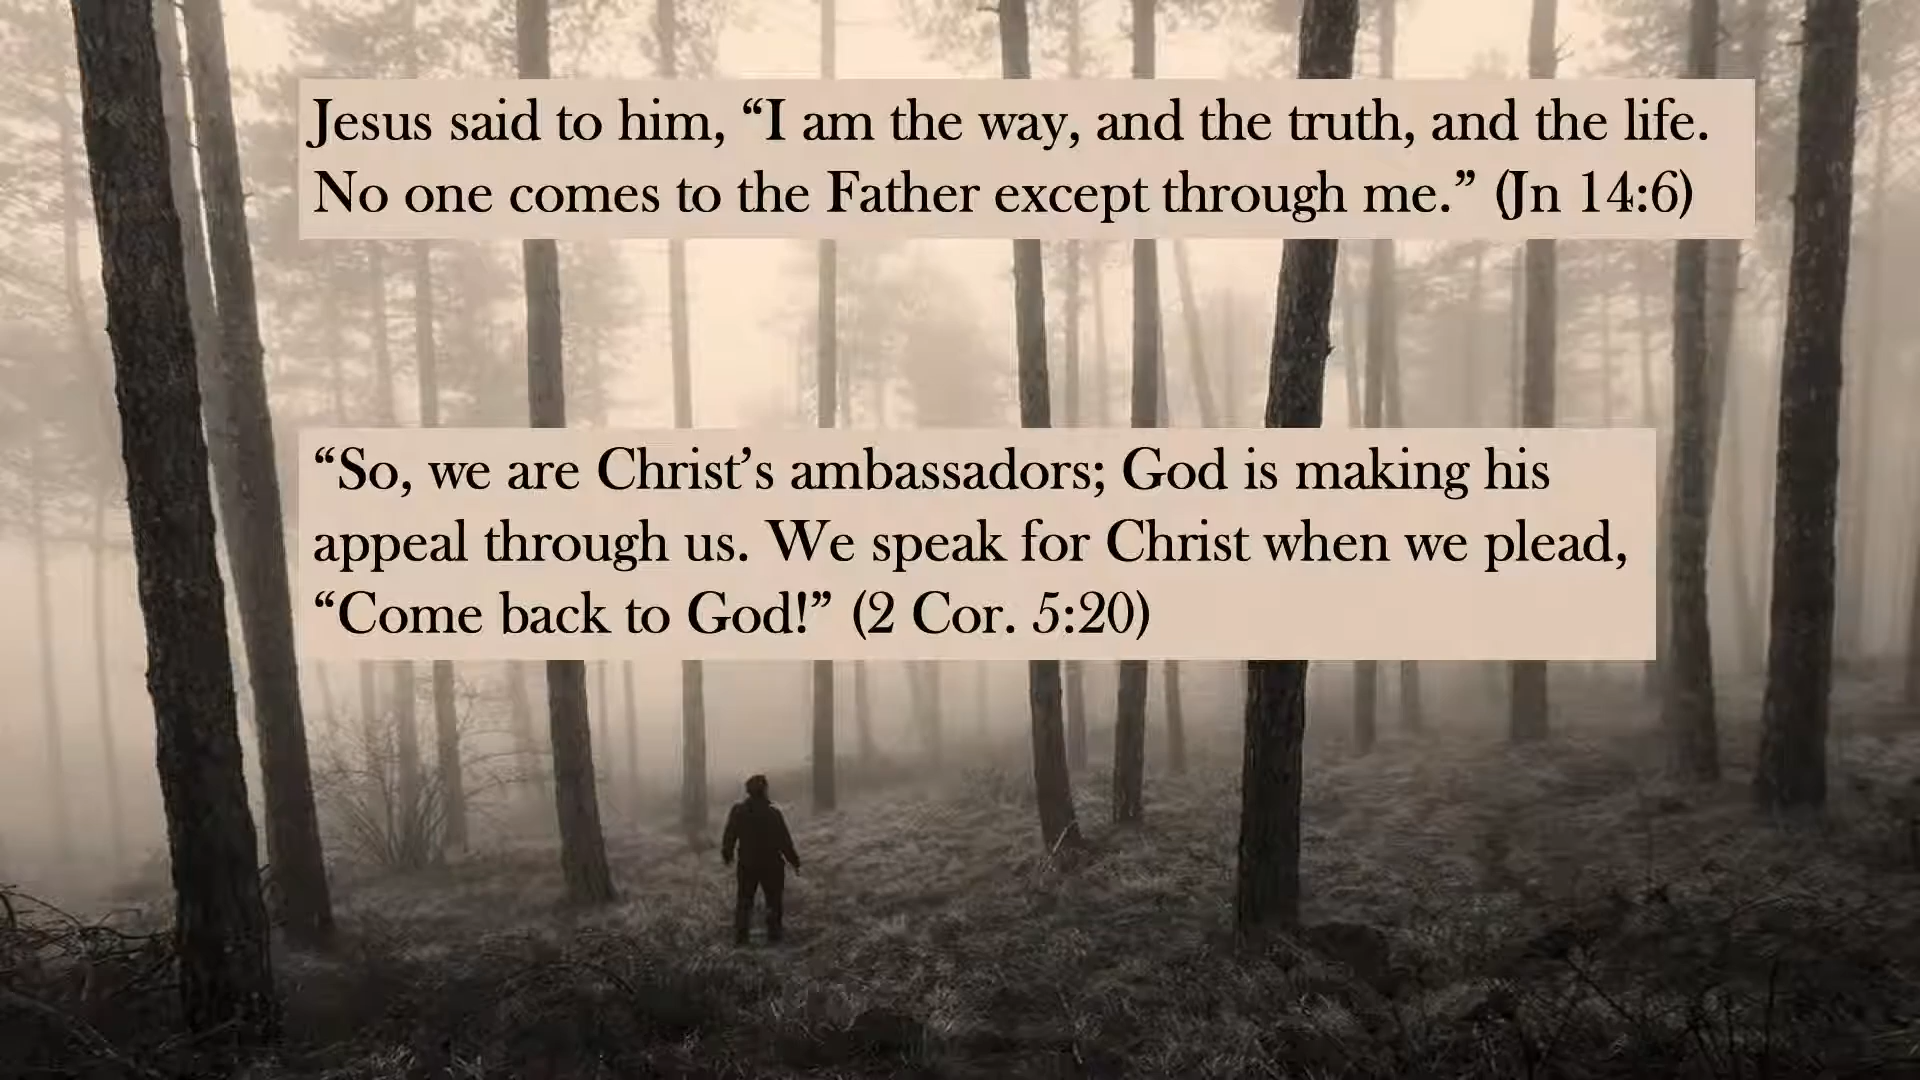 Jesus said to him, “I am the way, and the truth, and the life.
No one comes to the Father except through me.” (Jn 14:6)
“So, we are Christ’s ambassadors; God is making his
appeal through us. We speak for Christ when we plead,
“Come back to God!” (2 Cor. 5:20)